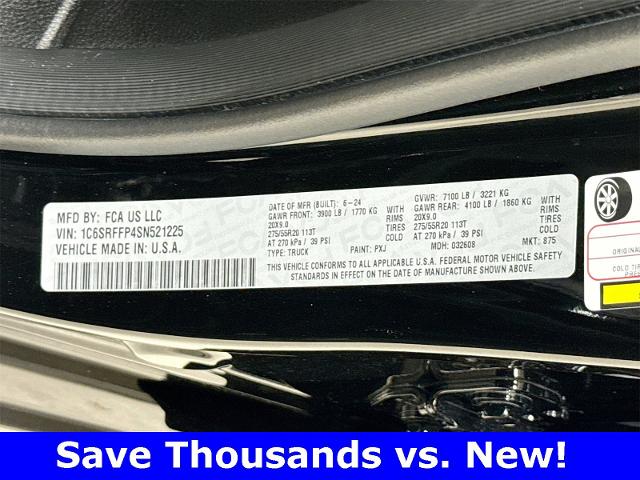 MFD BY: FCA US LLC
VIN: 1C6SRFFP4SN521225
VEHICLE MADE IN U.S.A.
DATE OF MFR (BUILT): 6-24
GAWR FRONT: 3900 LB / 1770 KG
20X9.0 RIMS
275/55R20 113T TIRES
AT 270 kPa / 39 PSI
TYPE: TRUCK
PAINT: PXJ
GVWR: 7100 LB / 3221 KG
GAWR REAR: 4100 LB / 1860 KG
20X9.0 RIMS
275/55R20 113T TIRES
AT 270 kPa / 39 PSI
MDH: 032608
MKT: 875
THIS VEHICLE CONFORMS TO ALL APPLICABLE U.S.A. FEDERAL MOTOR VEHICLE SAFETY
STANDARDS IN EFFECT ON THE DATE OF MANUFACTURE SHOWN ABOVE.
ORIGINAL
COLD
Save Thousands vs. New!